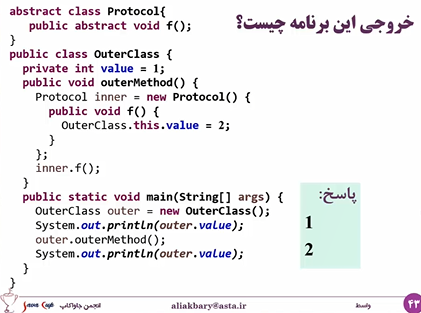 خروجی این برنامه چیست؟
abstract class Protocol{
public abstract void f();
}
public class OuterClass {
private int value = 1;
public void outerMethod() {
Protocol inner = new Protocol() {
public void f() {
OuterClass.this.value = 2;
}
};
inner.f();
}
public static void main(String[] args) {
OuterClass outer = new OuterClass();
System.out.println(outer.value);
outer.outerMethod();
System.out.println(outer.value);
}
}
پاسخ:
1
2
انجمن جاواکاپ
aliakbary@asta.ir
واسط
۴۳